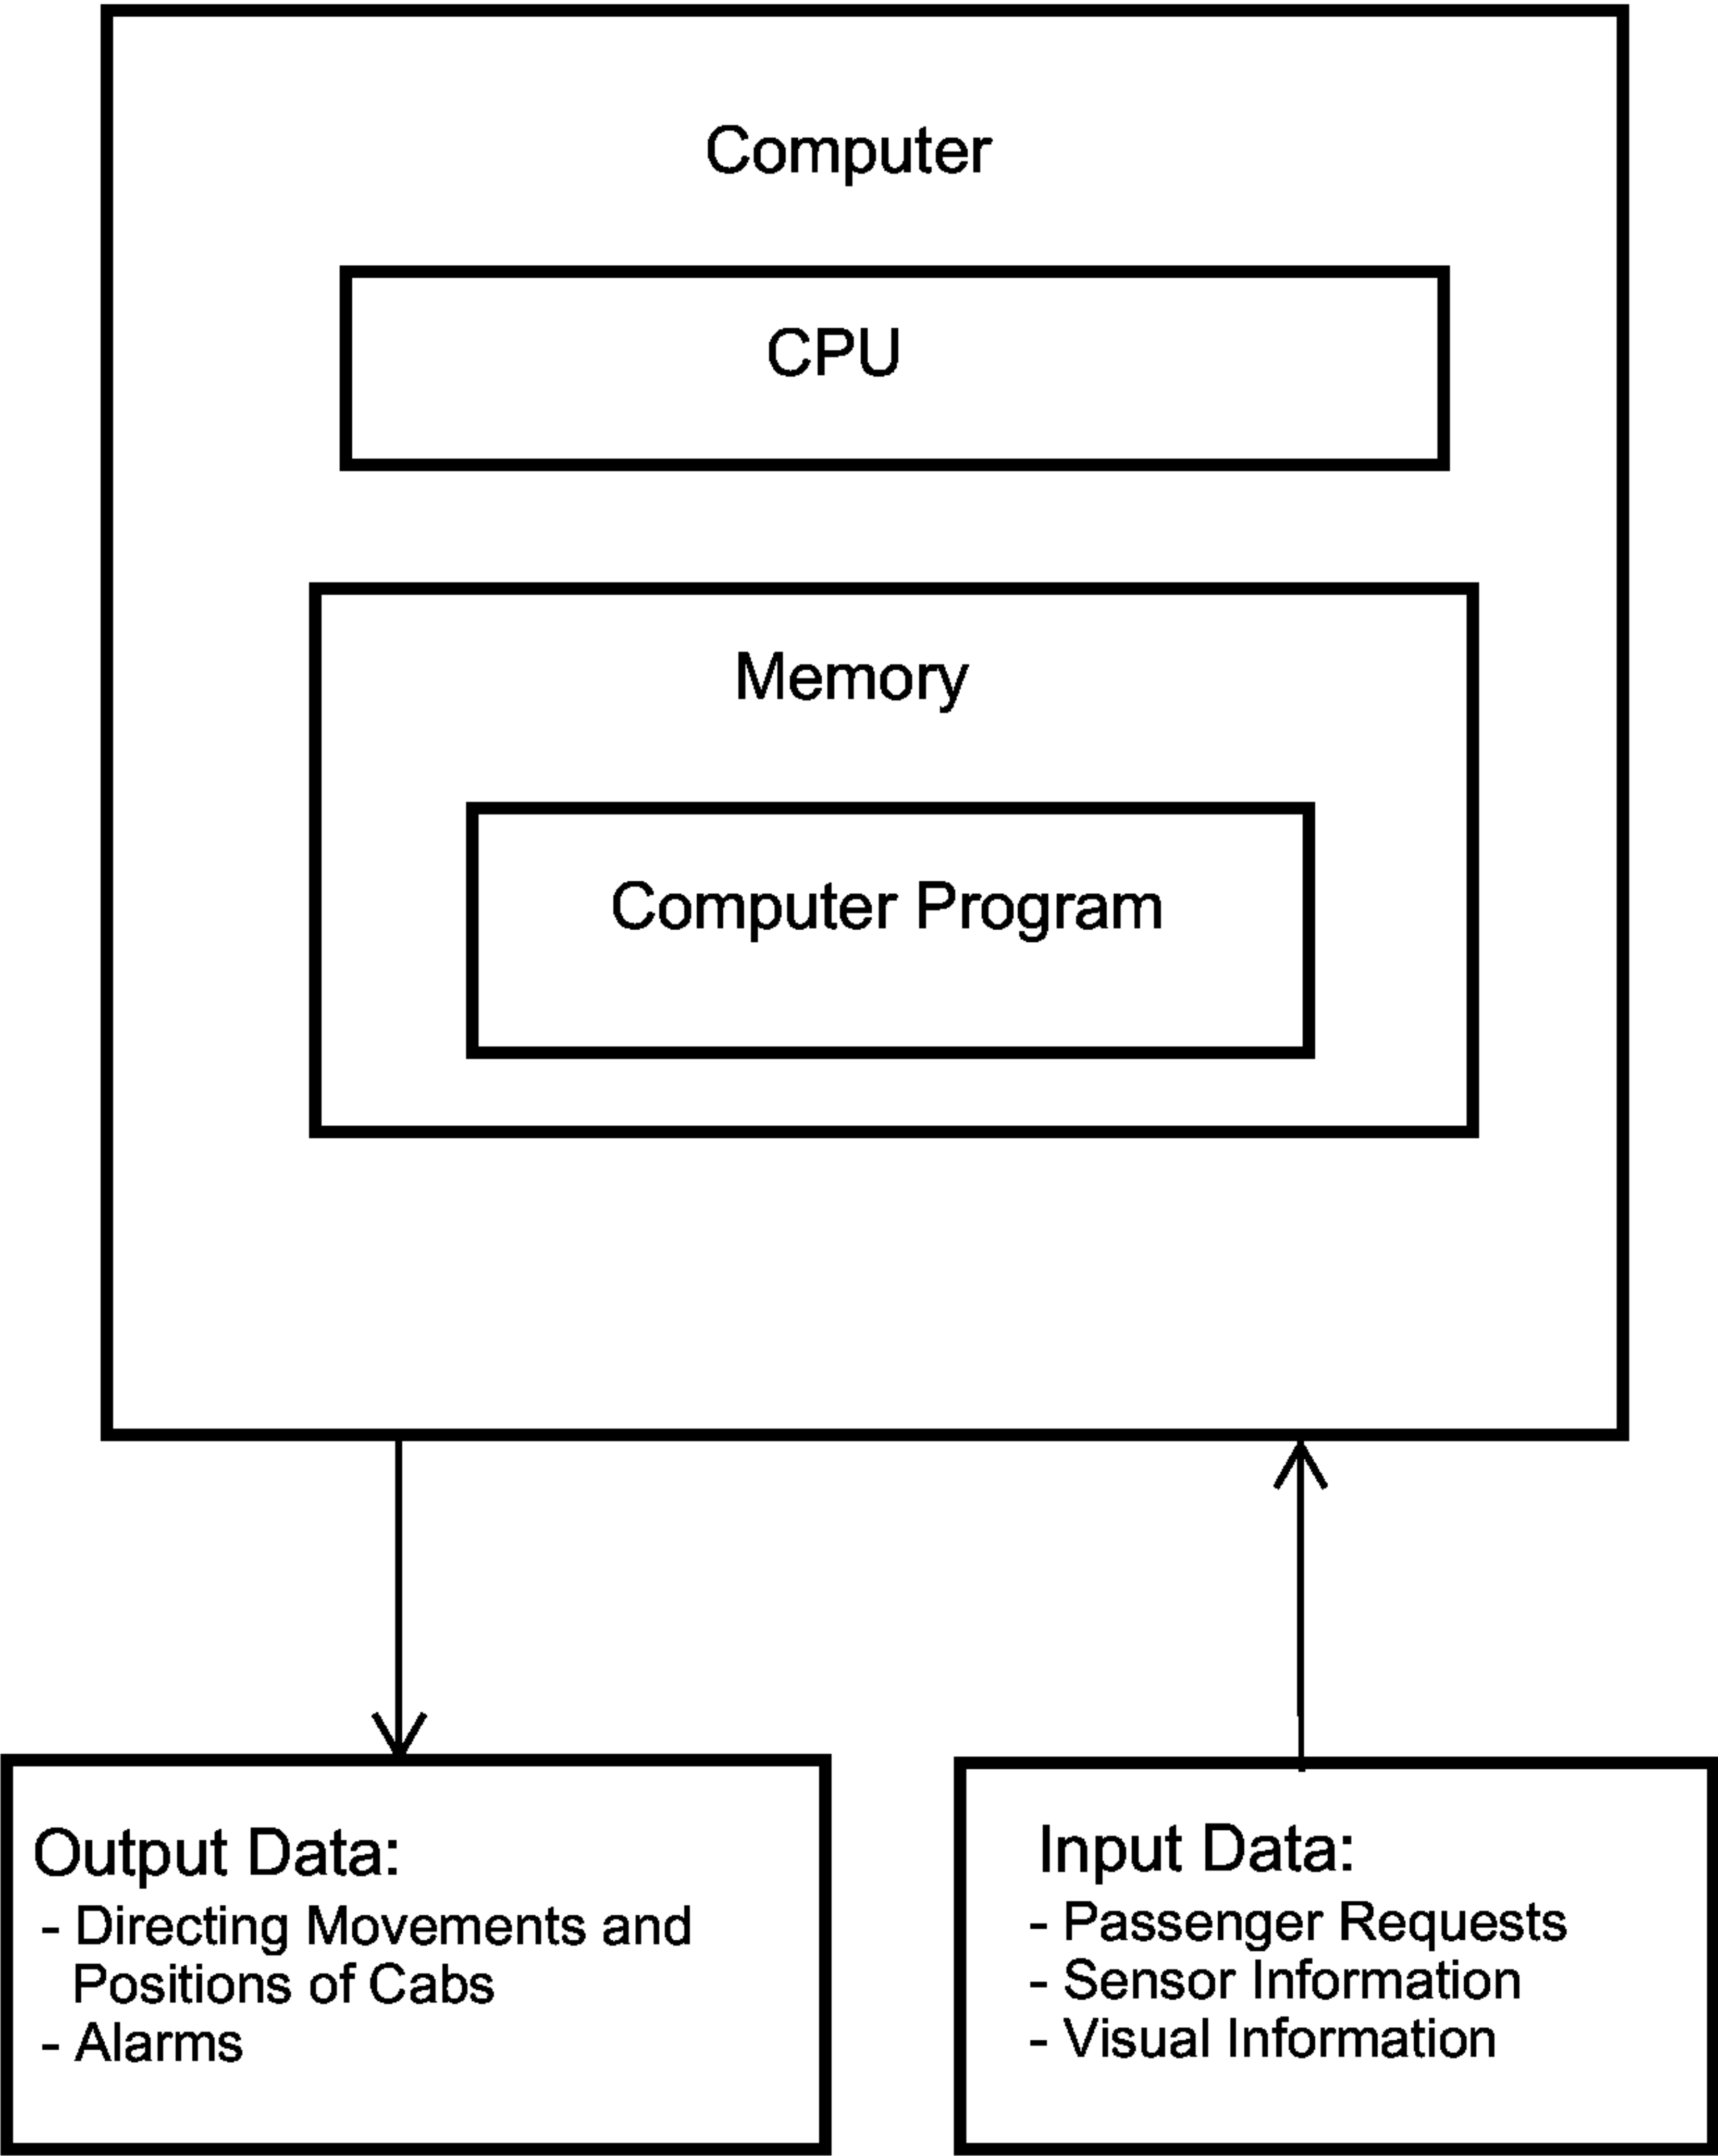 Computer
CPU
Memory
Computer Program
Output Data:
- Directing Movements and
Positions of Cabs
- Alarms
Input Data:
- Passenger Requests
- Sensor Information
- Visual Information